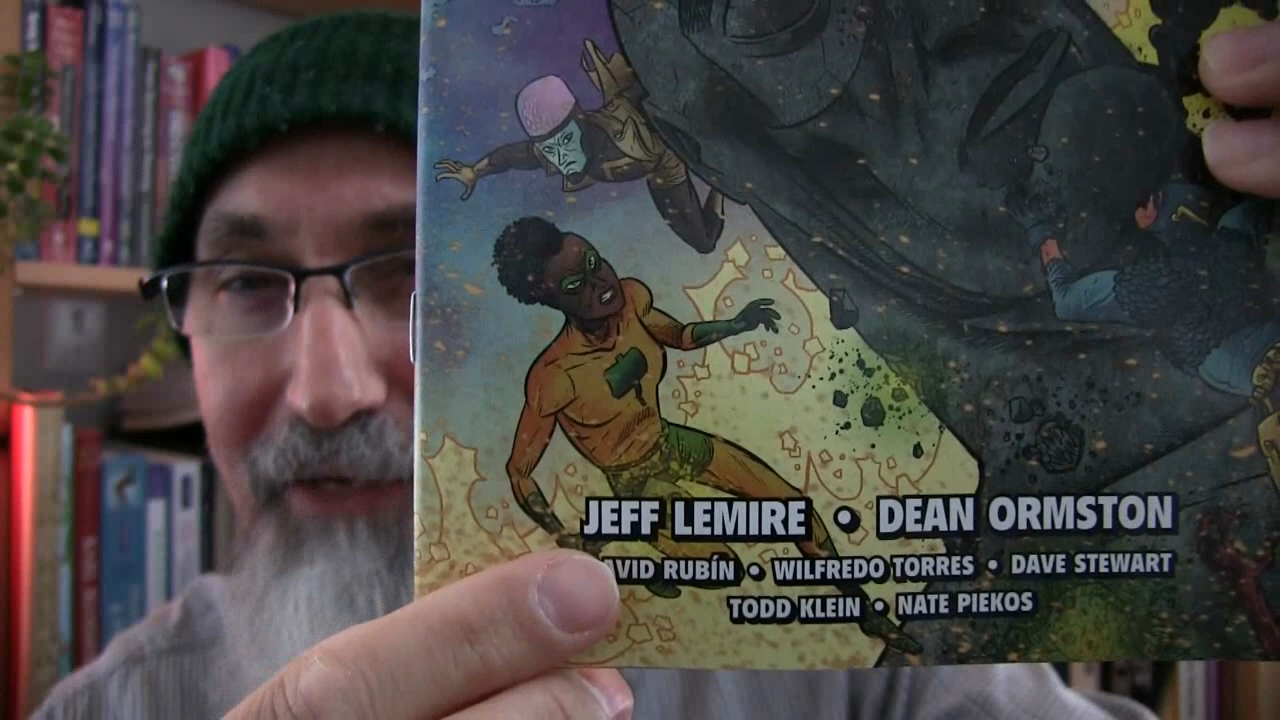 JEFF LEMIRE • DEAN ORMSTON
AVID RUBÍN • WILFREDO TORRES • DAVE STEWART
TODD KLEIN • NATE PIEKOS